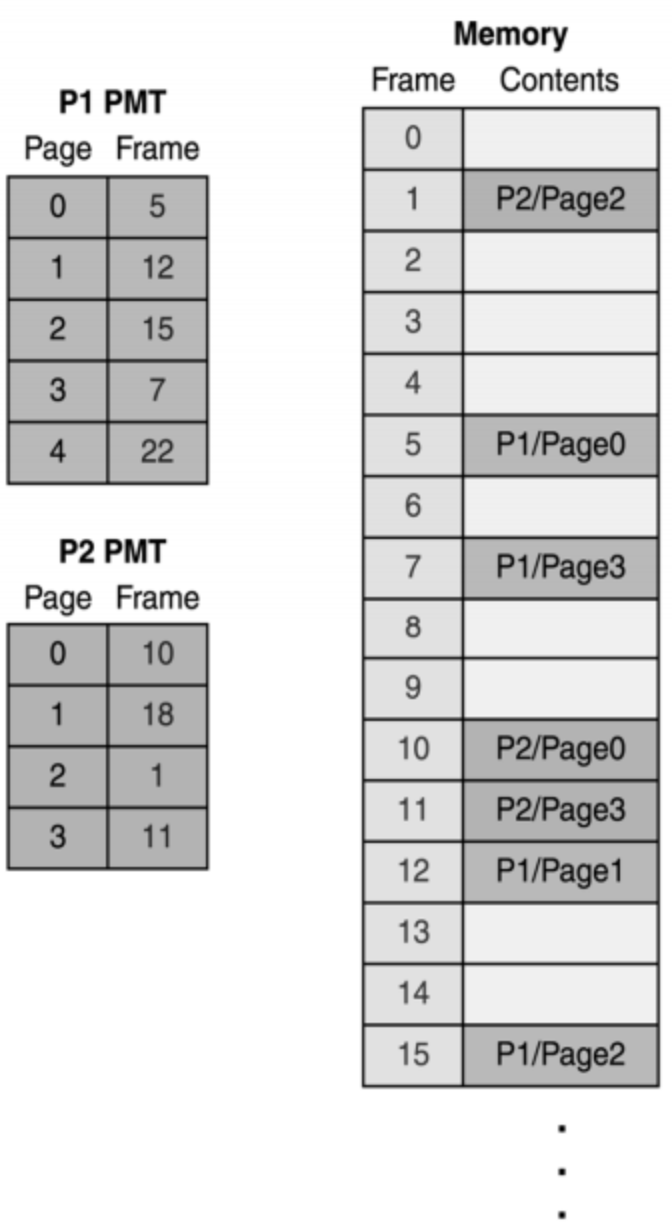 P1 PMT
Page Frame
0 5
1 12
2 15
3 7
4 22
P2 PMT
Page Frame
0 10
1 18
2 1
3 11
Memory
Frame Contents
0
1 P2/Page2
2
3
4
5 P1/Page0
6
7 P1/Page3
8
9
10 P2/Page0
11 P2/Page3
12 P1/Page1
13
14
15 P1/Page2
.
.
.